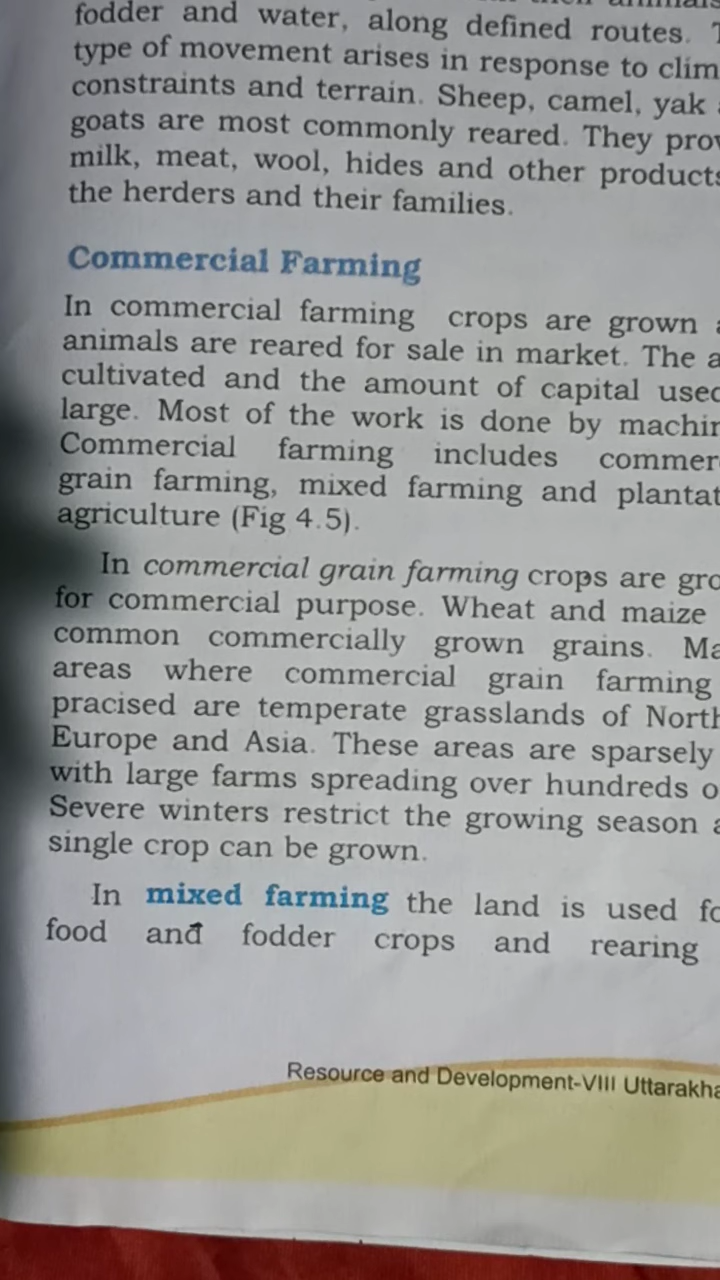 fodder and water, along defined routes.
type of movement arises in response to clim
constraints and terrain. Sheep, camel, yak
goats are most commonly reared. They prov
milk, meat, wool, hides and other products
the herders and their families.
Commercial Farming
In commercial farming crops are grown
animals are reared for sale in market. The a
cultivated and the amount of capital used
large. Most of the work is done by machin
Commercial farming includes commer
grain farming, mixed farming and plantat
agriculture (Fig 4.5).
In commercial grain farming crops are gro
for commercial purpose. Wheat and maize
common commercially grown grains. Ma
areas where commercial grain farming
pracised are temperate grasslands of North
Europe and Asia. These areas are sparsely
with large farms spreading over hundreds o
Severe winters restrict the growing season a
single crop can be grown.
In mixed farming the land is used fo
food and fodder crops and rearing
Resource and Development-VIII Uttarakha